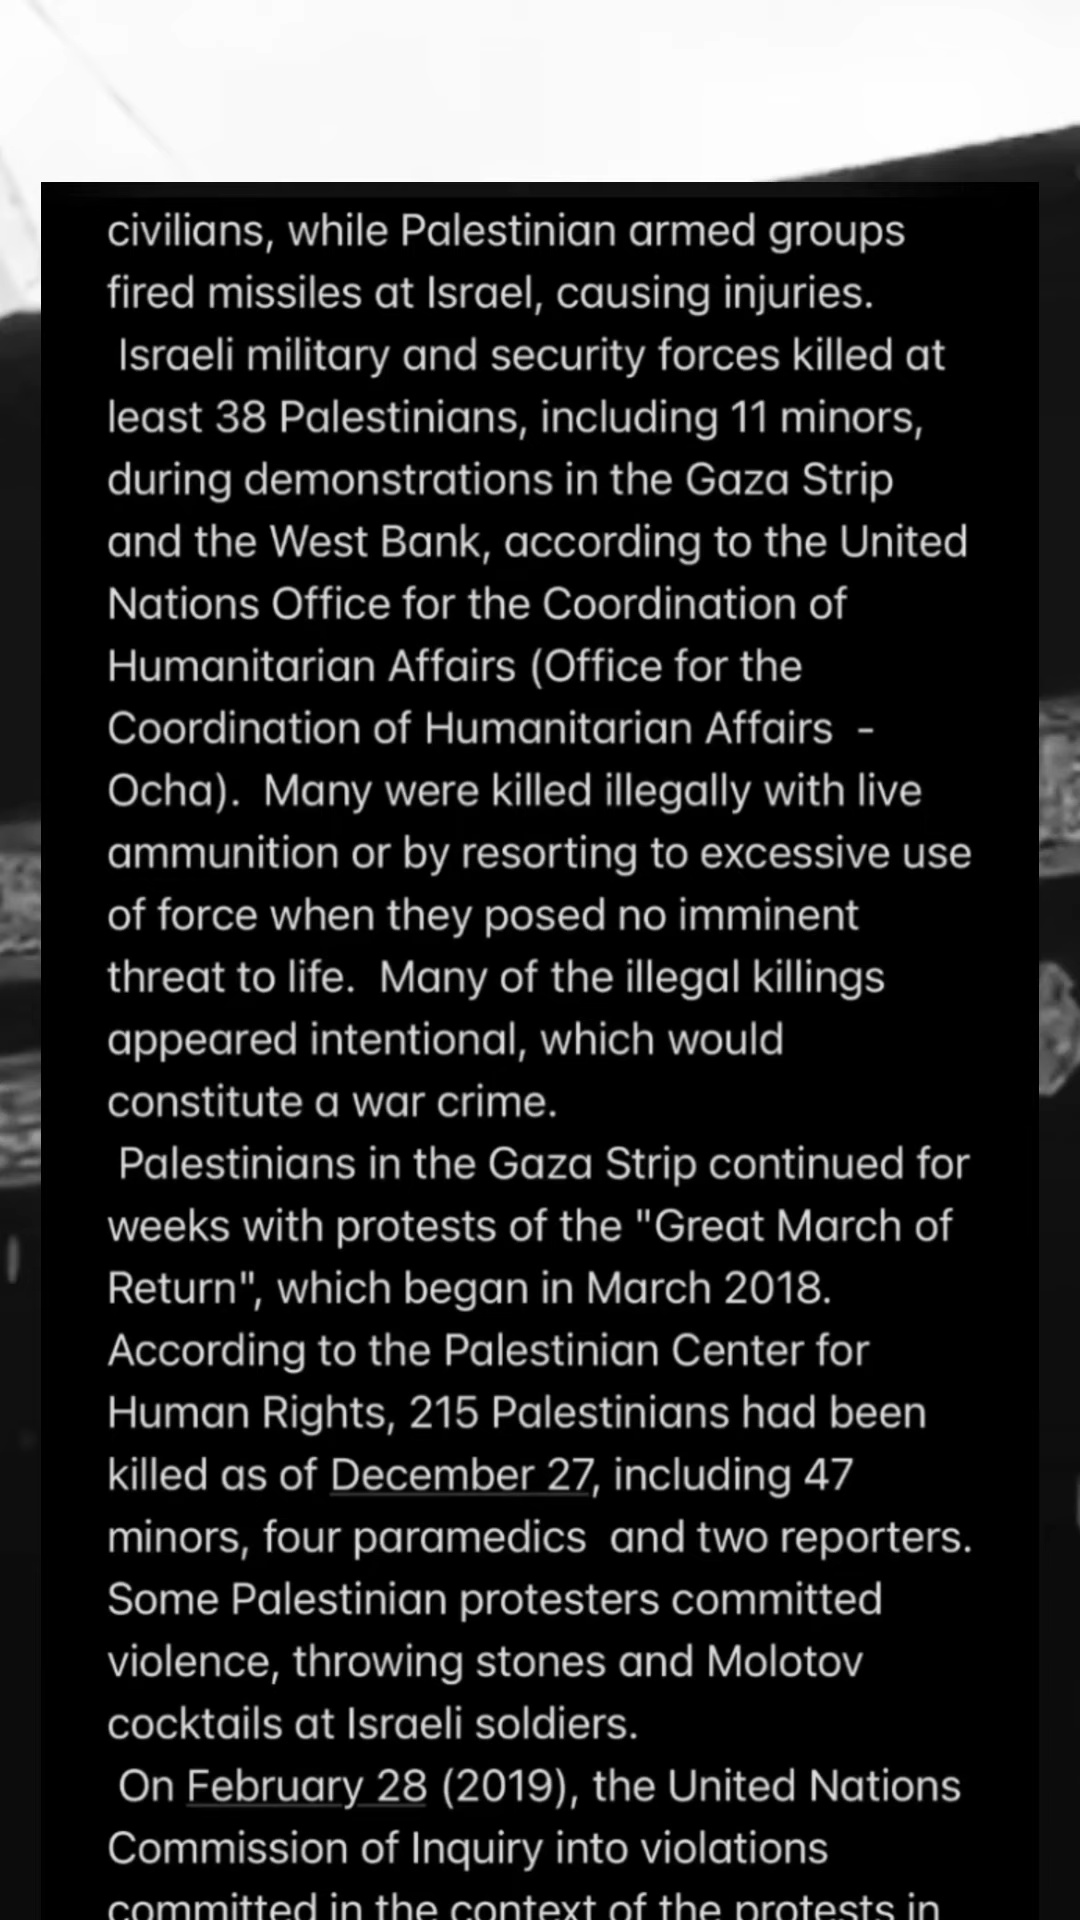 civilians, while Palestinian armed groups
fired missiles at Israel, causing injuries.
Israeli military and security forces killed at
least 38 Palestinians, including 11 minors,
during demonstrations in the Gaza Strip
and the West Bank, according to the United
Nations Office for the Coordination of
Humanitarian Affairs (Office for the
Coordination of Humanitarian Affairs  -
Ocha).  Many were killed illegally with live
ammunition or by resorting to excessive use
of force when they posed no imminent
threat to life.  Many of the illegal killings
appeared intentional, which would
constitute a war crime.
Palestinians in the Gaza Strip continued for
weeks with protests of the "Great March of
Return", which began in March 2018.
According to the Palestinian Center for
Human Rights, 215 Palestinians had been
killed as of December 27, including 47
minors, four paramedics  and two reporters.
Some Palestinian protesters committed
violence, throwing stones and Molotov
cocktails at Israeli soldiers.
On February 28 (2019), the United Nations
Commission of Inquiry into violations
committed in the context of the protests in